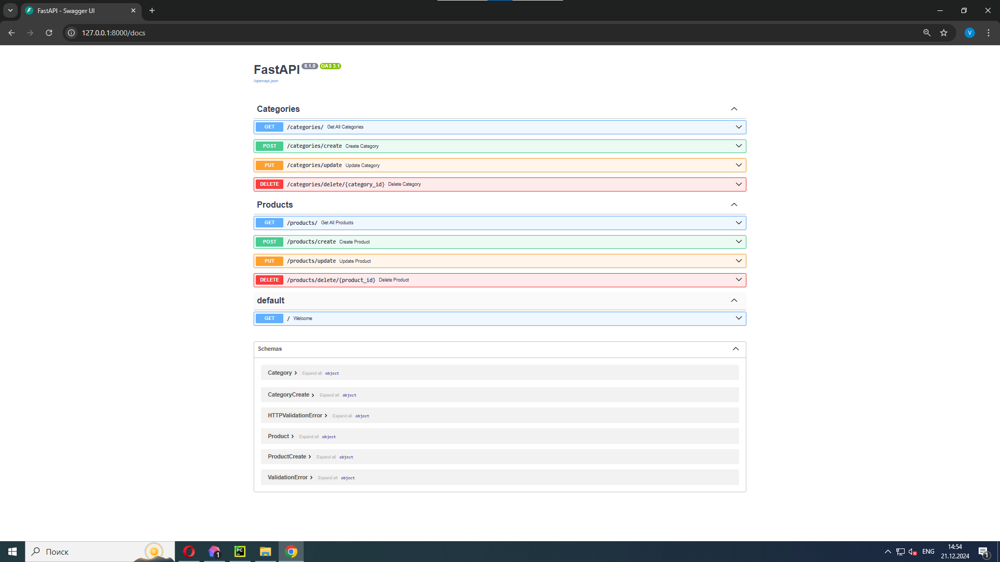 FastAPI - Swagger UI
127.0.0.1:8000/docs
V
FastAPI 0.1.0 OAS 3.1
/openapi.json
Categories
GET /categories/ Get All Categories
POST /categories/create Create Category
PUT /categories/update Update Category
DELETE /categories/delete/{category_id} Delete Category
Products
GET /products/ Get All Products
POST /products/create Create Product
PUT /products/update Update Product
DELETE /products/delete/{product_id} Delete Product
default
GET / Welcome
Schemas
Category Expand all object
CategoryCreate Expand all object
HTTPValidationError Expand all object
Product Expand all object
ProductCreate Expand all object
ValidationError Expand all object
Поиск
1
PC
ENG
14:54
21.12.2024
1